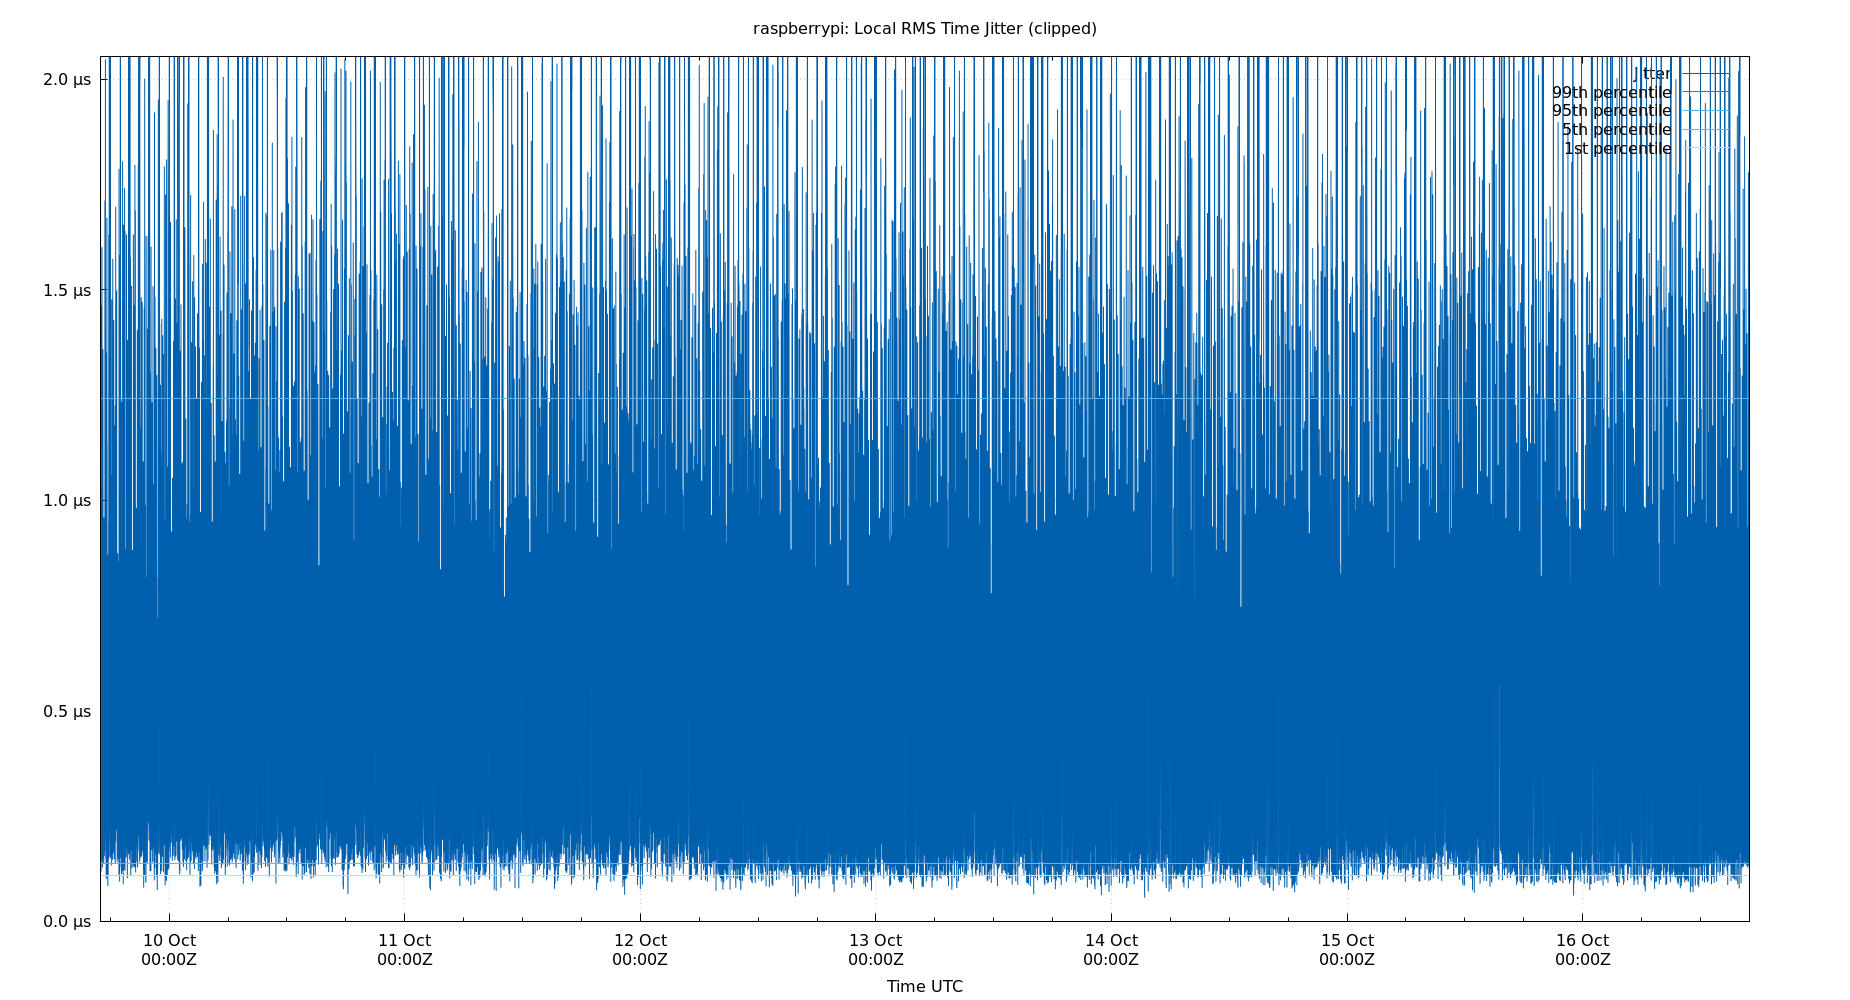 raspberrypi: Local RMS Time Jitter (clipped)
2.0 μs
1.5 μs
1.0 μs
0.5 μs
0.0 μs
Jitter
99th percentile
95th percentile
5th percentile
1st percentile
10 Oct 11 Oct 12 Oct 13 Oct 14 Oct 15 Oct 16 Oct
00:00Z 00:00Z 00:00Z 00:00Z 00:00Z 00:00Z 00:00Z
Time UTC